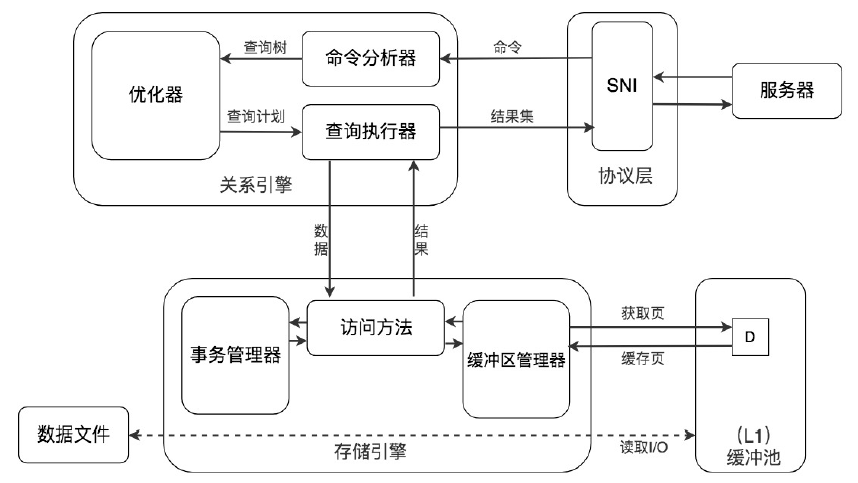 查询树
命令分析器
命令
SNI
优化器
服务器
查询计划
查询执行器
结果集
关系引擎
协议层
数据
结果
访问方法
获取页
事务管理器
缓冲区管理器
D
缓存页
数据文件
存储引擎
读取I/O
（L1）
缓冲池